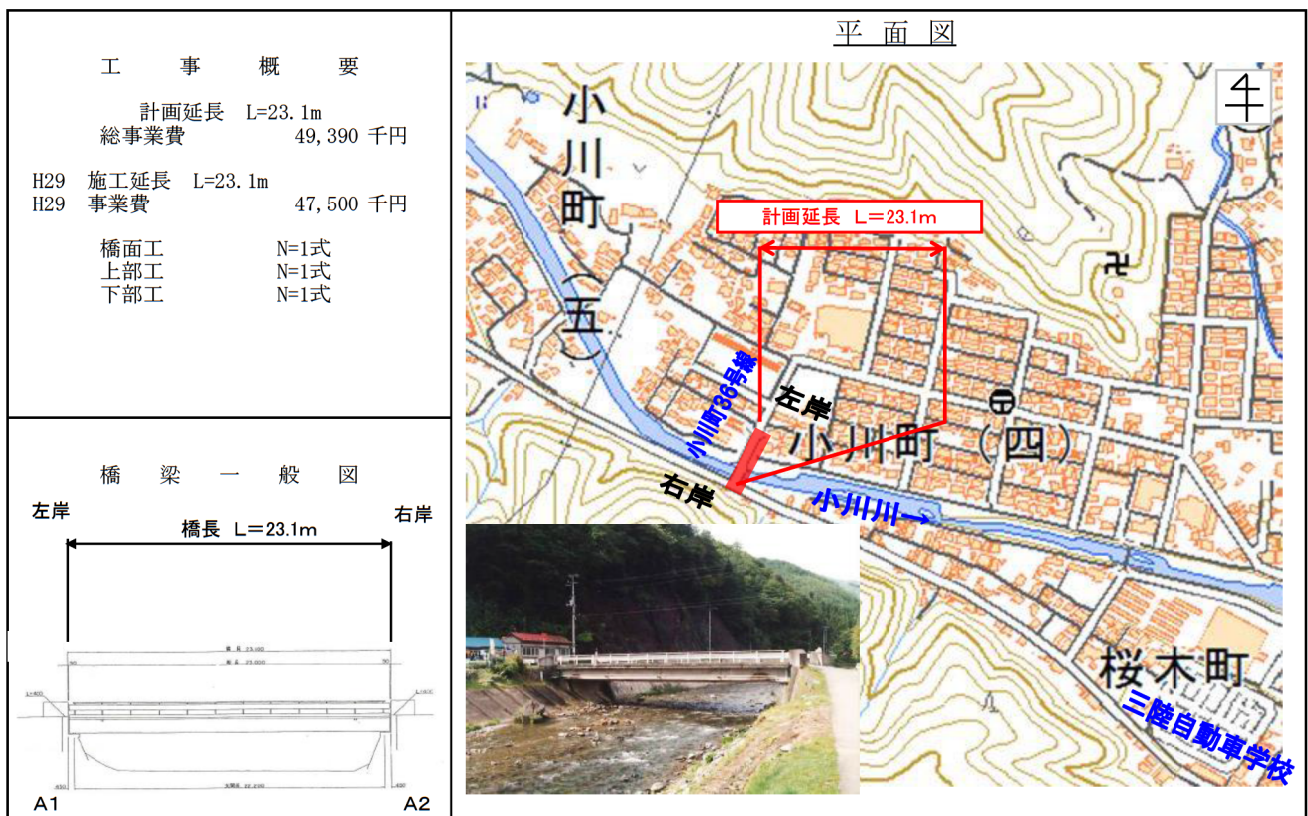 工事概要
計画延長 L=23.1m
総事業費 49,390 千円
H29 施工延長 L=23.1m
H29 事業費 47,500 千円
橋面工 N=1式
上部工 N=1式
下部工 N=1式
橋梁一般図
左岸
右岸
橋長 L=23.1m
A1
A2
平面図
小川町(五)
計画延長 L=23.1m
小川町36号線
左岸
小川町(四)
右岸
小川川→
桜木町
三陸自動車学校